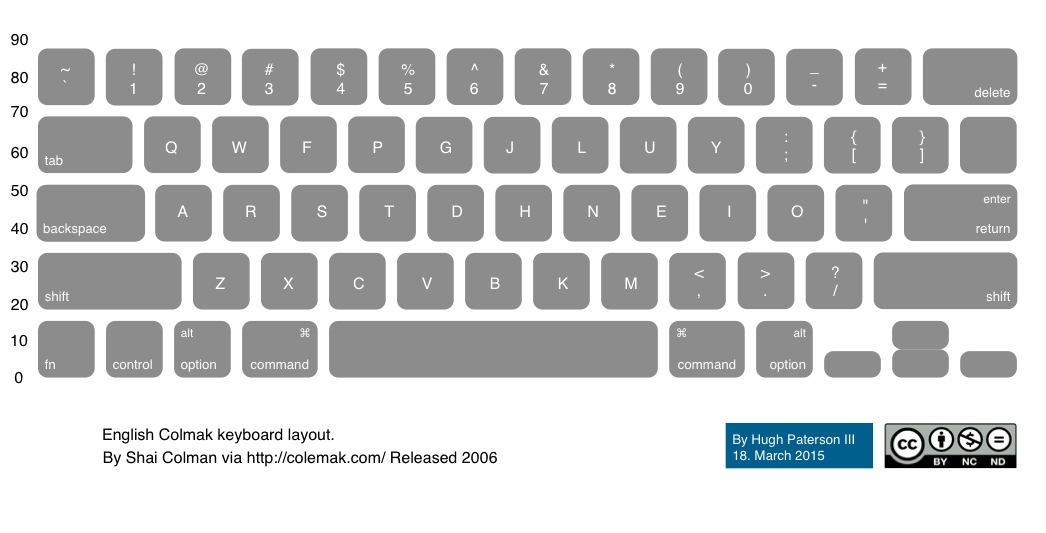 90
~ ! @ # $ % ^ & * ( ) _ +
80
` 1 2 3 4 5 6 7 8 9 0 - = delete
70
Q W F P G J L U Y : ; { [ } ]
60
tab
50
A R S T D H N E I O " ' enter
40
backspace return
30
Z X C V B K M < , > . ? /
shift shift
20
alt ⌘ ⌘ alt
10
fn control option command command option
0
English Colmak keyboard layout.
By Shai Colman via http://colemak.com/ Released 2006
By Hugh Paterson III
18. March 2015
cc
BY NC ND